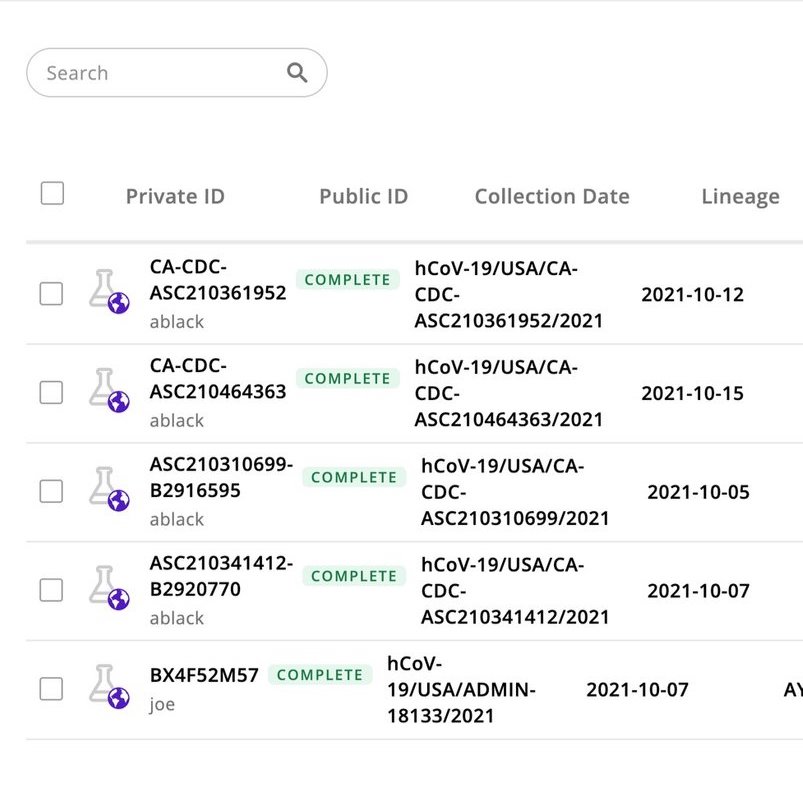 Search
Private ID Public ID Collection Date Lineage
CA-CDC-
ASC210361952
ablack
COMPLETE
hCoV-19/USA/CA-
CDC-
ASC210361952/2021
2021-10-12
CA-CDC-
ASC210464363
ablack
COMPLETE
hCoV-19/USA/CA-
CDC-
ASC210464363/2021
2021-10-15
ASC210310699-
B2916595
ablack
COMPLETE
hCoV-19/USA/CA-
CDC-
ASC210310699/2021
2021-10-05
ASC210341412-
B2920770
ablack
COMPLETE
hCoV-19/USA/CA-
CDC-
ASC210341412/2021
2021-10-07
BX4F52M57
joe
COMPLETE
hCoV-
19/USA/ADMIN-
18133/2021
2021-10-07